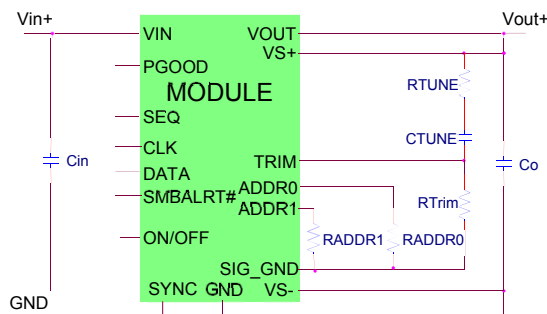 Vin+
Vout+
VIN
VOUT
VS+
PGOOD
RTUNE
MODULE
SEQ
CTUNE
CLK
Cin
TRIM
Co
DATA
ADDR0
SMBALRT#
RTrim
ADDR1
ON/OFF
RADDR1
RADDR0
SIG_GND
SYNC
GND
VS-
GND